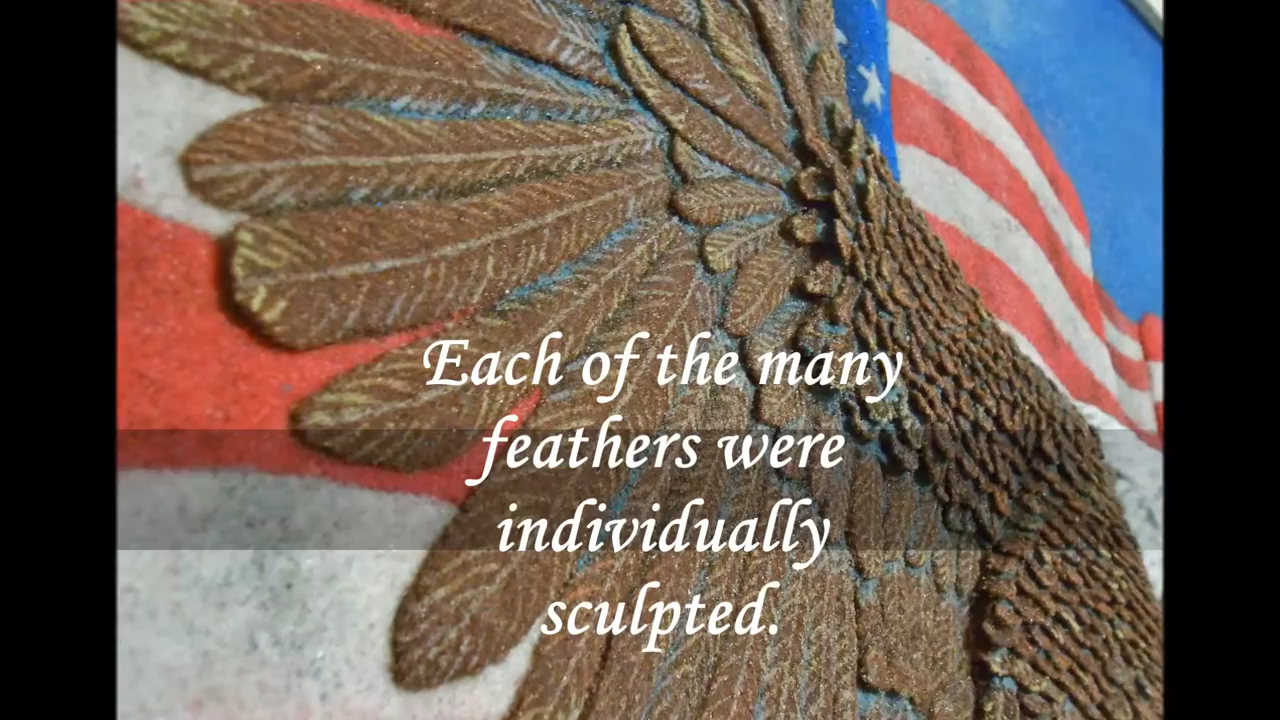 Each of the many
feathers were
individually
sculpted.